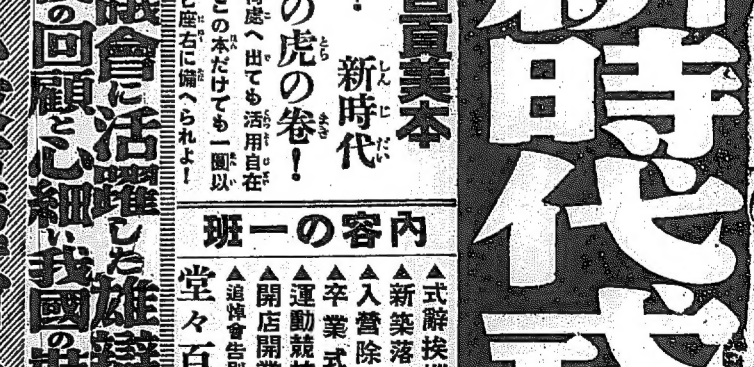 新時代式
百頁美本
! 新時代
の虎の卷!
何處へ出ても活用自在
この本だけでも一圓以
座右に備へられよ!
內容の一班
▲式辭挨拶
▲新築落
▲入營除
▲卒業式
▲運動競技
▲開店開業
▲追悼會告別
堂々百
議會に活躍した雄辯
の回顧と心細い我國の